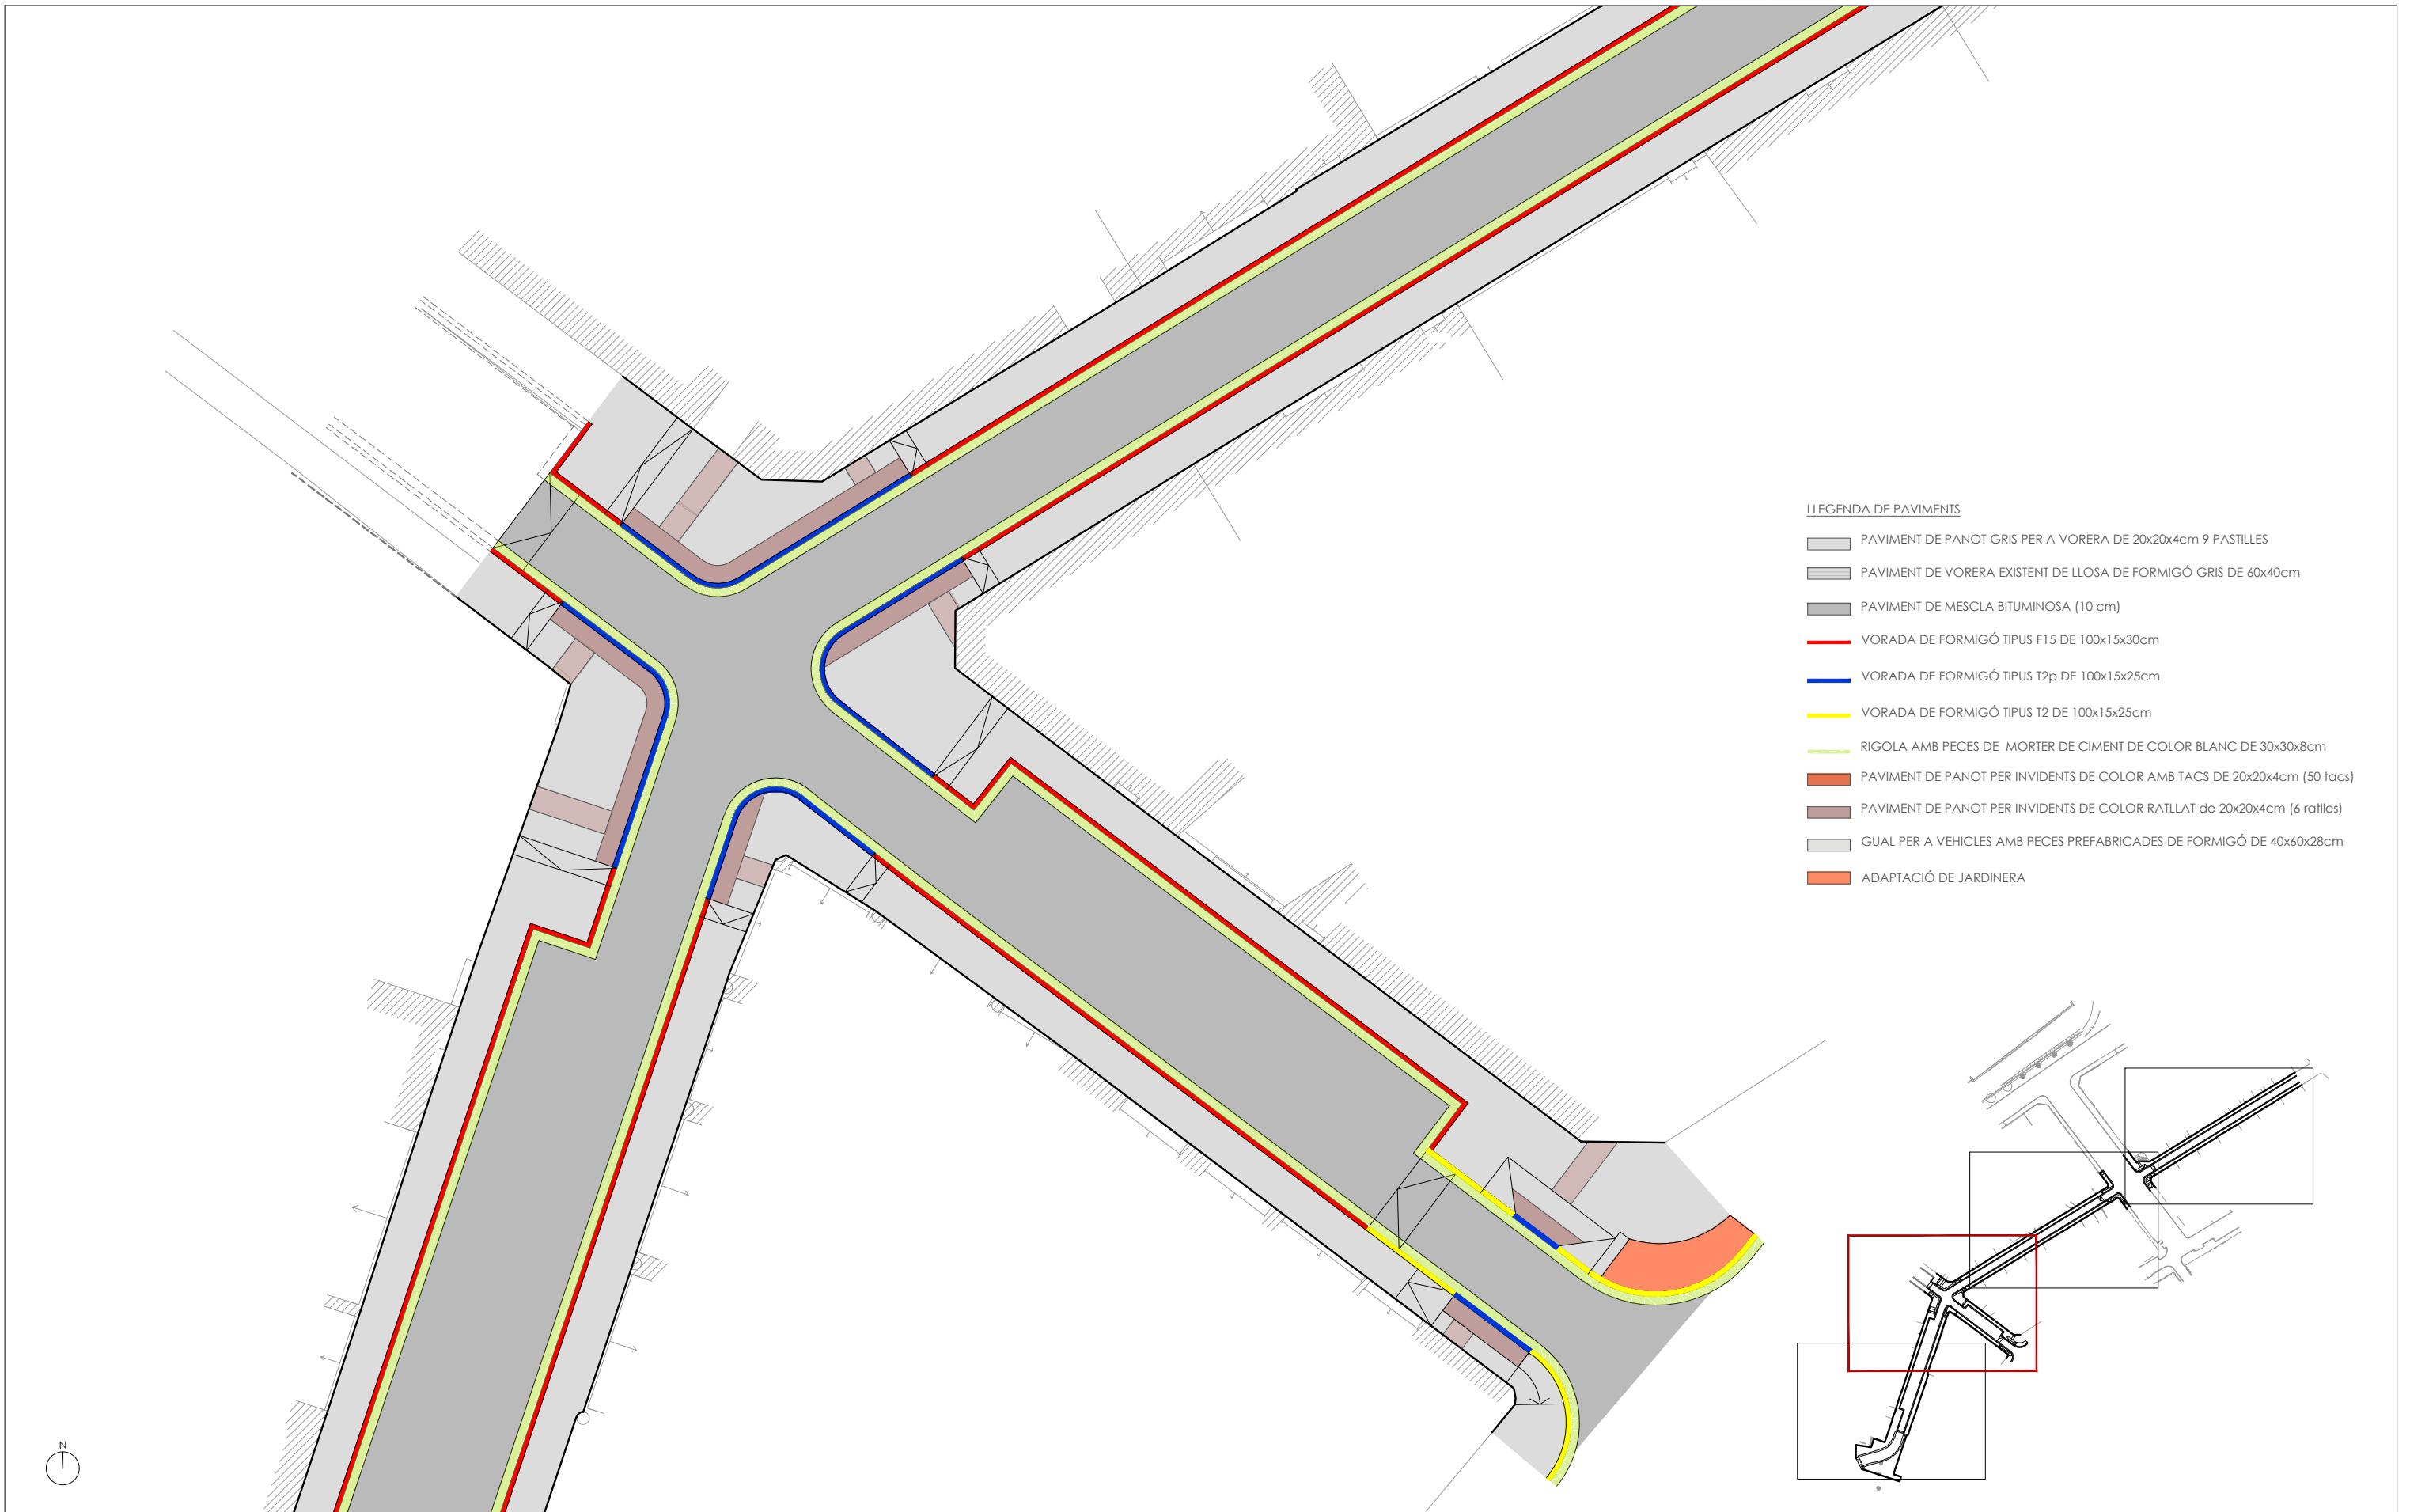 LLEGENDA DE PAVIMENTS
PAVIMENT DE PANOT GRIS PER A VORERA DE 20x20x4cm 9 PASTILLES
PAVIMENT DE VORERA EXISTENT DE LLOSA DE FORMIGÓ GRIS DE 60x40cm
PAVIMENT DE MESCLA BITUMINOSA (10 cm)
VORADA DE FORMIGÓ TIPUS F15 DE 100x15x30cm
VORADA DE FORMIGÓ TIPUS T2p DE 100x15x25cm
VORADA DE FORMIGÓ TIPUS T2 DE 100x15x25cm
RIGOLA AMB PECES DE MORTER DE CIMENT DE COLOR BLANC DE 30x30x8cm
PAVIMENT DE PANOT PER INVIDENTS DE COLOR AMB TACS DE 20x20x4cm (50 tacs)
PAVIMENT DE PANOT PER INVIDENTS DE COLOR RATLLAT de 20x20x4cm (6 ratlles)
GUAL PER A VEHICLES AMB PECES PREFABRICADES DE FORMIGÓ DE 40x60x28cm
ADAPTACIÓ DE JARDINERA
N